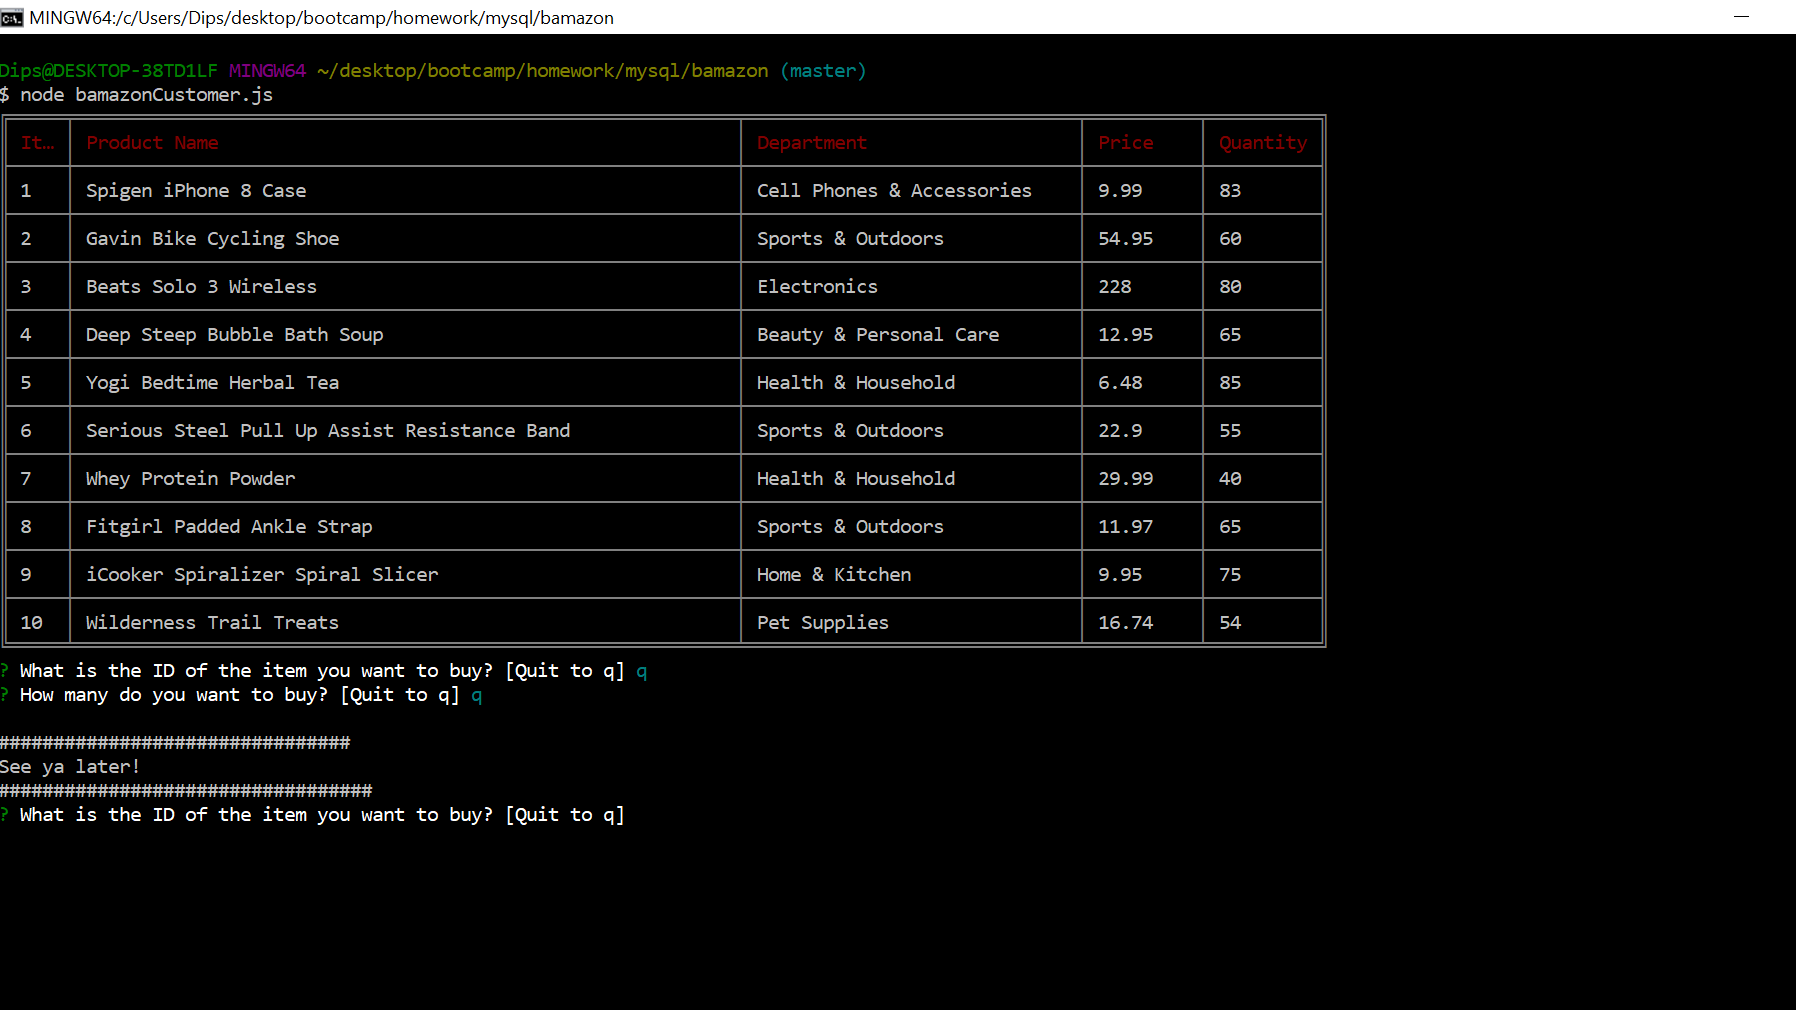 MINGW64:/c/Users/Dips/desktop/bootcamp/homework/mysql/bamazon
Dips@DESKTOP-38TD1LF MINGW64 ~/desktop/bootcamp/homework/mysql/bamazon (master)
$ node bamazonCustomer.js
It… Product Name Department Price Quantity
1 Spigen iPhone 8 Case Cell Phones & Accessories 9.99 83
2 Gavin Bike Cycling Shoe Sports & Outdoors 54.95 60
3 Beats Solo 3 Wireless Electronics 228 80
4 Deep Steep Bubble Bath Soup Beauty & Personal Care 12.95 65
5 Yogi Bedtime Herbal Tea Health & Household 6.48 85
6 Serious Steel Pull Up Assist Resistance Band Sports & Outdoors 22.9 55
7 Whey Protein Powder Health & Household 29.99 40
8 Fitgirl Padded Ankle Strap Sports & Outdoors 11.97 65
9 iCooker Spiralizer Spiral Slicer Home & Kitchen 9.95 75
10 Wilderness Trail Treats Pet Supplies 16.74 54
? What is the ID of the item you want to buy? [Quit to q] q
? How many do you want to buy? [Quit to q] q
################################
See ya later!
##################################
? What is the ID of the item you want to buy? [Quit to q]